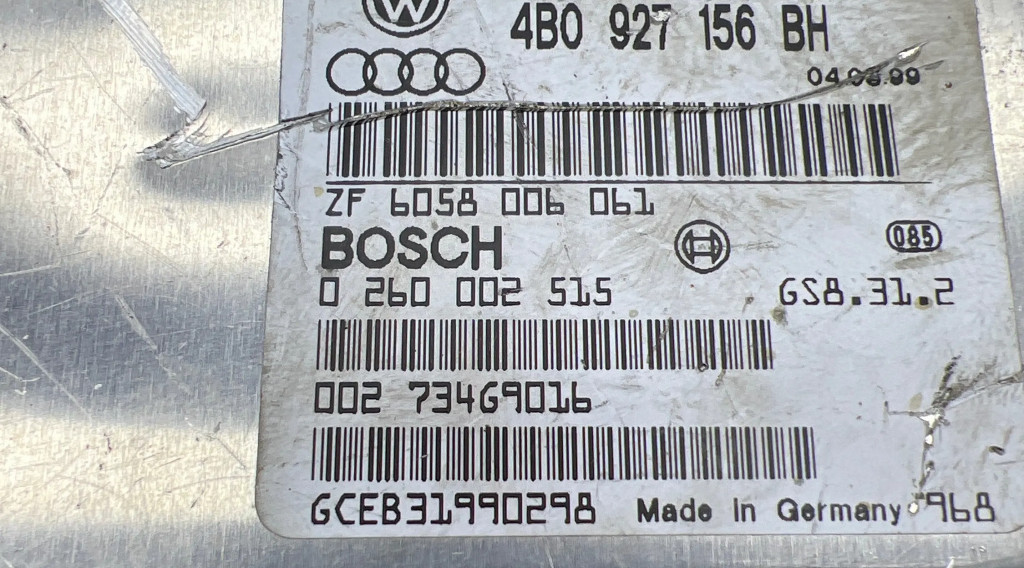 4B0 927 156 BH
04.08.99
ZF 6058 006 061
BOSCH
085
0 260 002 515 GS8.31.2
002 734G9016
GCEB31990298 Made in Germany 968